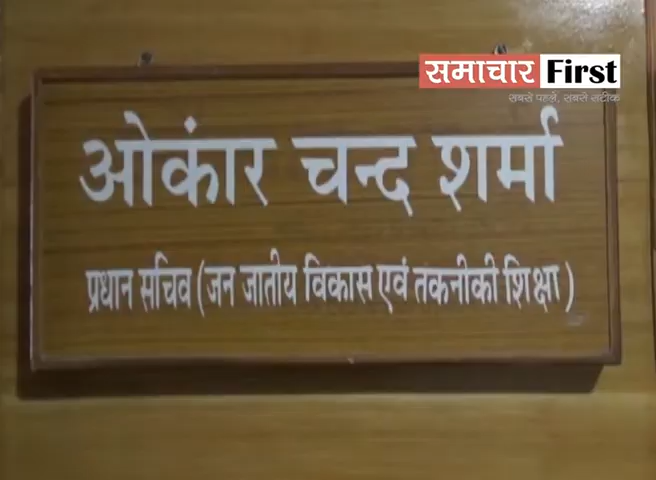 समाचार First
सबसे पहले, सबसे सटीक
ओकंार चन्द शर्मा
प्रधान सचिव (जन जातीय विकास एवं तकनीकी शिक्षा)